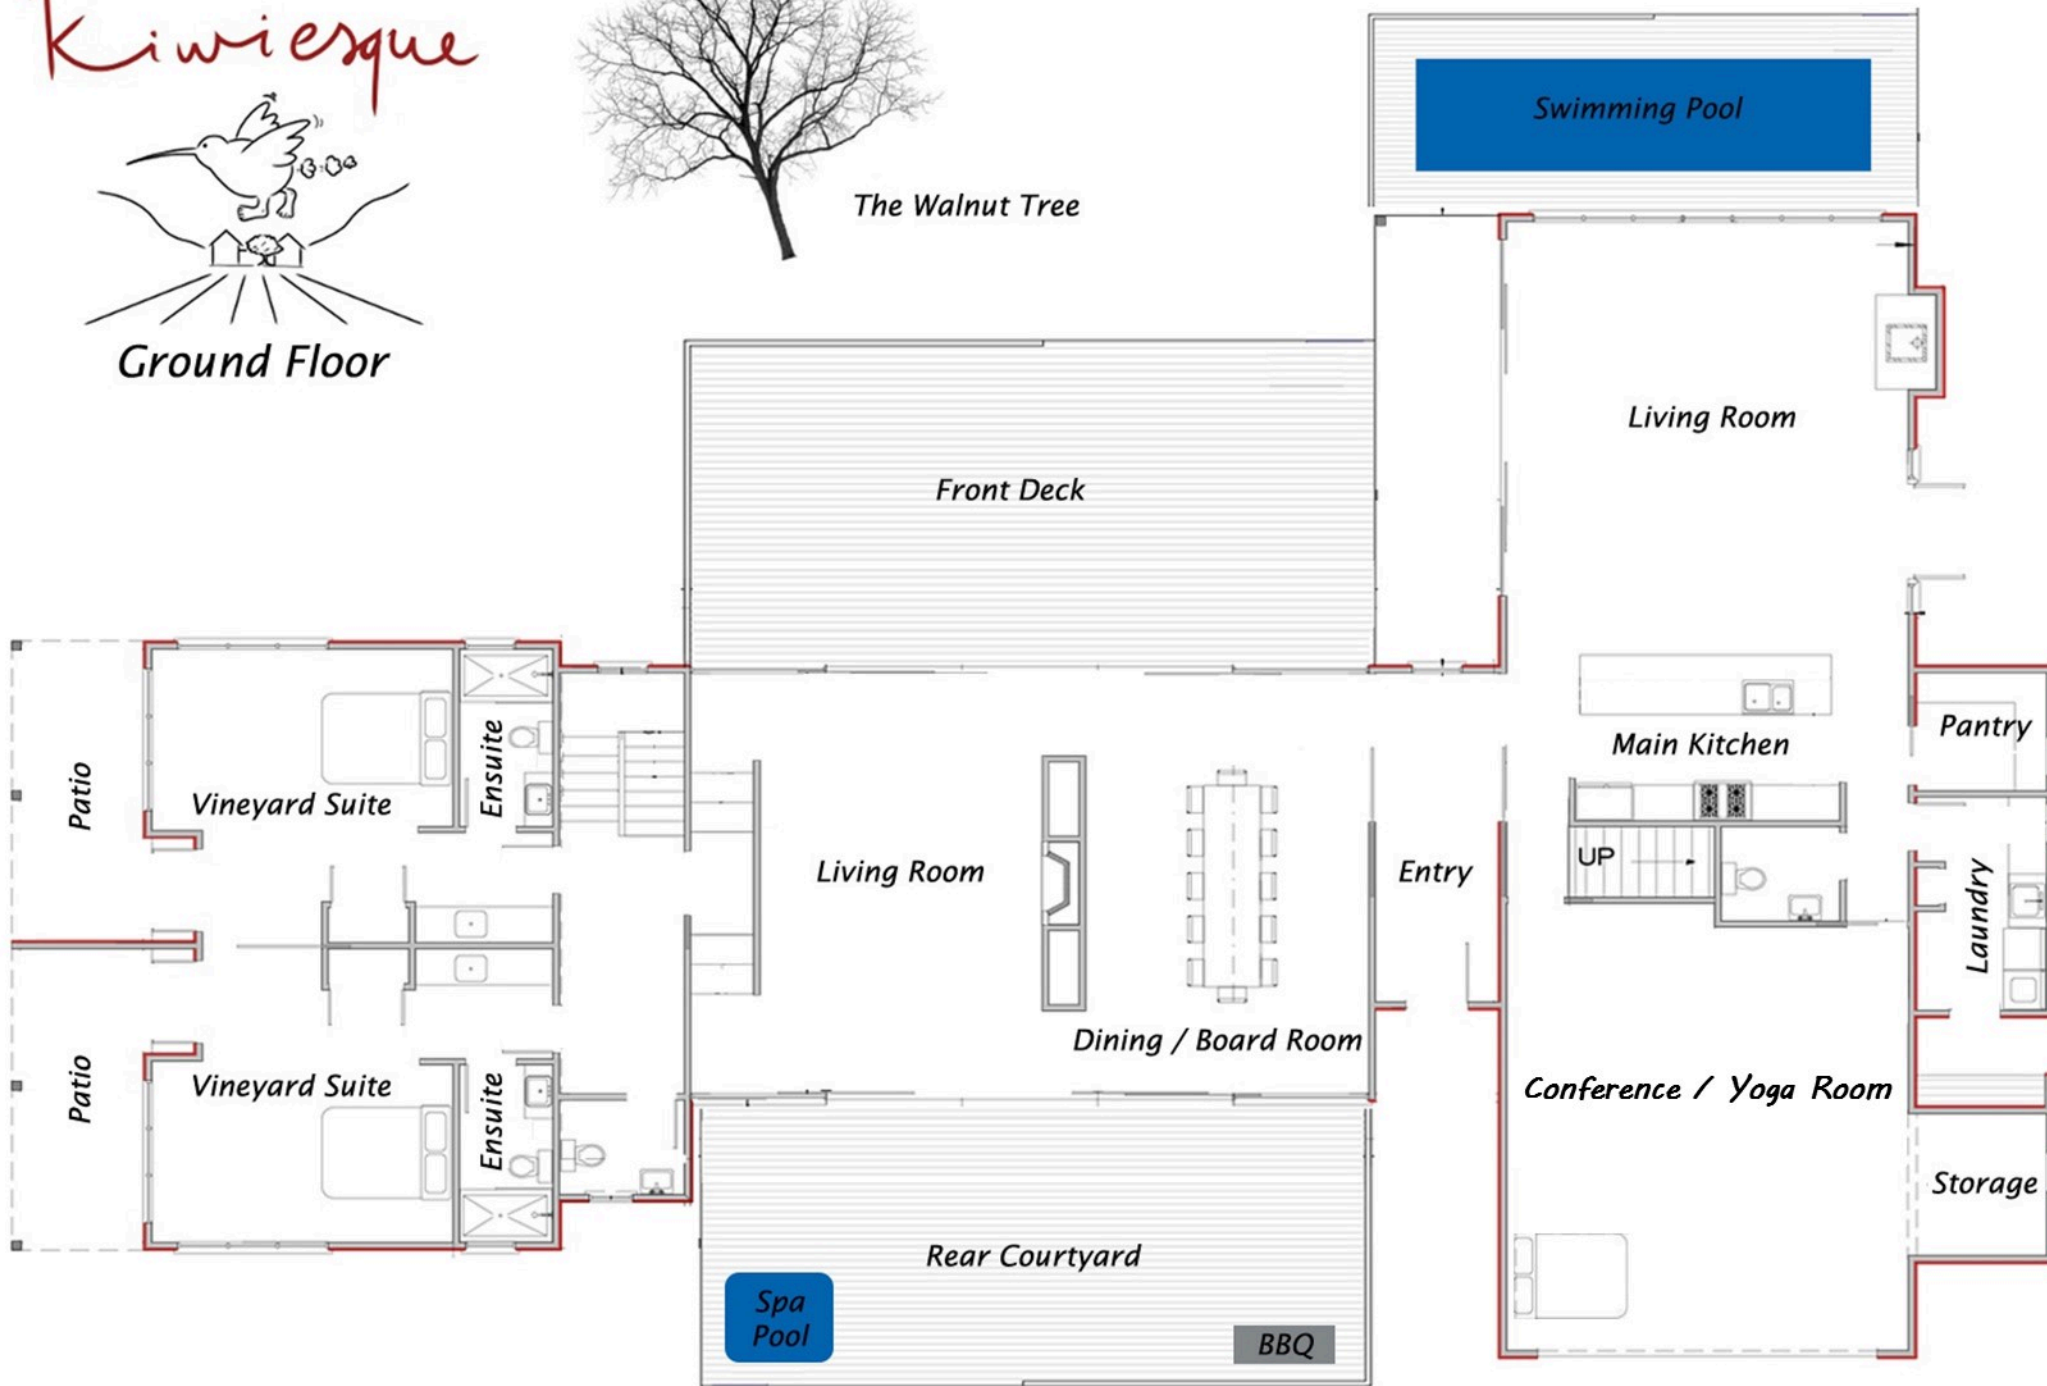 Kiwiesque
Ground Floor
The Walnut Tree
Swimming Pool
Living Room
Front Deck
Main Kitchen
Pantry
UP
Laundry
Patio
Vineyard Suite
Ensuite
Living Room
Dining / Board Room
Entry
Patio
Vineyard Suite
Ensuite
Conference / Yoga Room
Storage
Rear Courtyard
Spa
Pool
BBQ